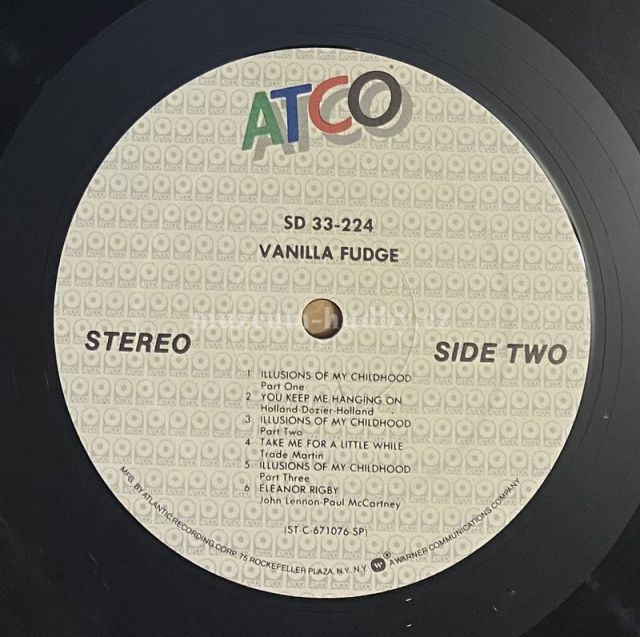 ATCO
SD 33-224
VANILLA FUDGE
STEREO
SIDE TWO
1 ILLUSIONS OF MY CHILDHOOD
Part One
2 YOU KEEP ME HANGING ON
Holland-Dozier-Holland
3 ILLUSIONS OF MY CHILDHOOD
Part Two
4 TAKE ME FOR A LITTLE WHILE
Trade Martin
5 ILLUSIONS OF MY CHILDHOOD
Part Three
6 ELEANOR RIGBY
John Lennon-Paul McCartney
(ST-C-671076-SP)
MFG. BY ATLANTIC RECORDING CORP. 75 ROCKEFELLER PLAZA, N.Y., N.Y. ® A WARNER COMMUNICATIONS COMPANY